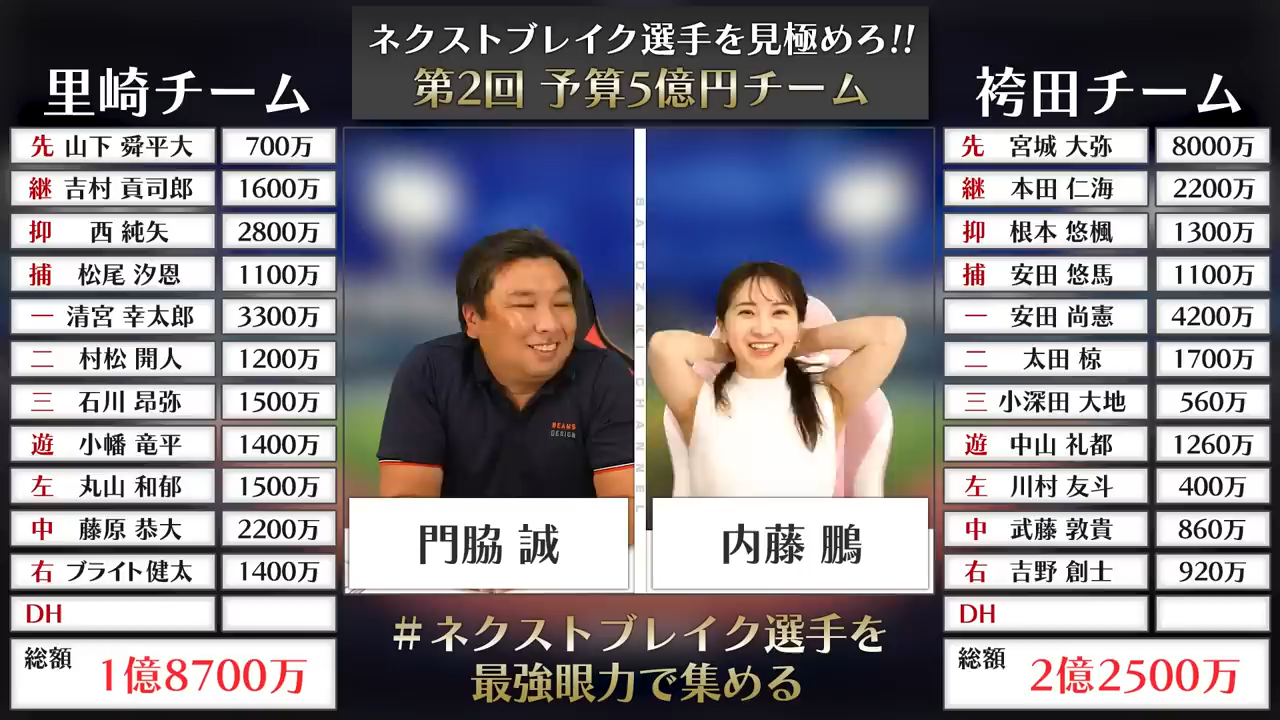 ネクストブレイク選手を見極めろ!!
第2回 予算5億円チーム
里崎チーム
先 山下 舜平大 700万
継 吉村 貢司郎 1600万
抑 西 純矢 2800万
捕 松尾 汐恩 1100万
一 清宮 幸太郎 3300万
二 村松 開人 1200万
三 石川 昂弥 1500万
遊 小幡 竜平 1400万
左 丸山 和郁 1500万
中 藤原 恭大 2200万
右 ブライト健太 1400万
DH
総額 1億8700万
BEAMS
DESIGN
SATOZAKI CHANNEL
門脇 誠
内藤 鵬
#ネクストブレイク選手を
最強眼力で集める
袴田チーム
先 宮城 大弥 8000万
継 本田 仁海 2200万
抑 根本 悠楓 1300万
捕 安田 悠馬 1100万
一 安田 尚憲 4200万
二 太田 椋 1700万
三 小深田 大地 560万
遊 中山 礼都 1260万
左 川村 友斗 400万
中 武藤 敦貴 860万
右 吉野 創士 920万
DH
総額 2億2500万